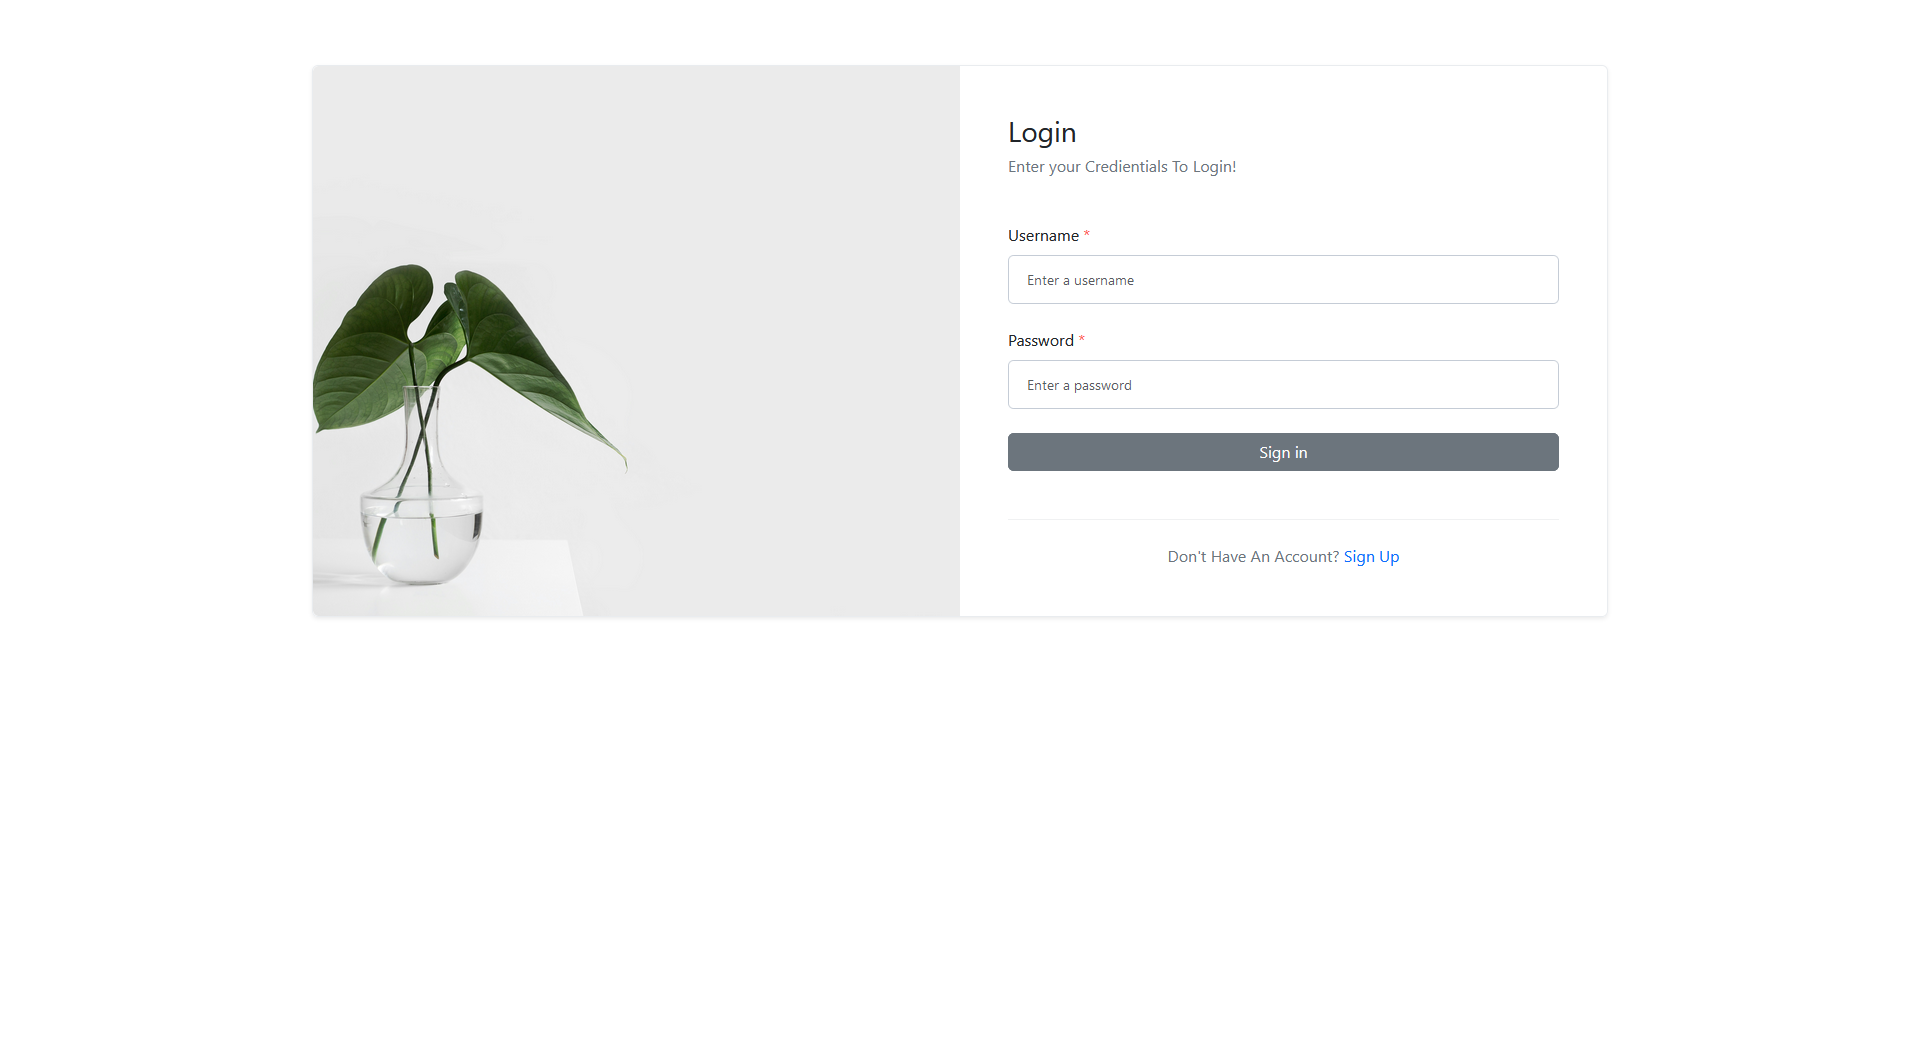 Login
Enter your Credientials To Login!
Username *
Enter a username
Password *
Enter a password
Sign in
Don't Have An Account? Sign Up